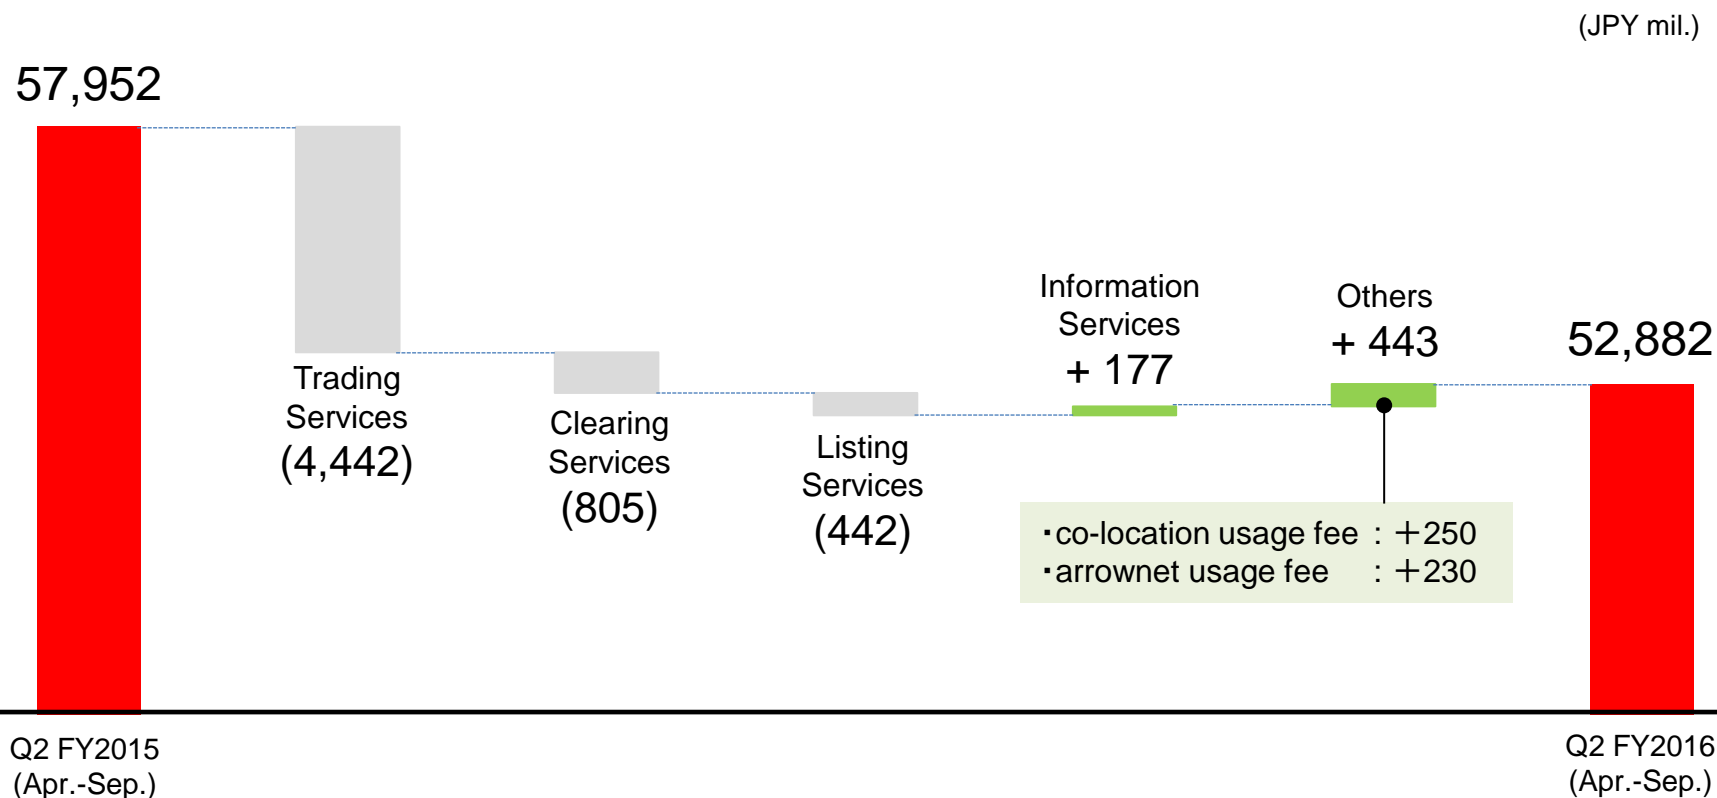 (JPY mil.)
57,952
Trading
Services
(4,442)
Clearing
Services
(805)
Listing
Services
(442)
Information
Services
+ 177
Others
+ 443
52,882
・co-location usage fee : ＋250
・arrownet usage fee : ＋230
Q2 FY2015
(Apr.-Sep.)
Q2 FY2016
(Apr.-Sep.)